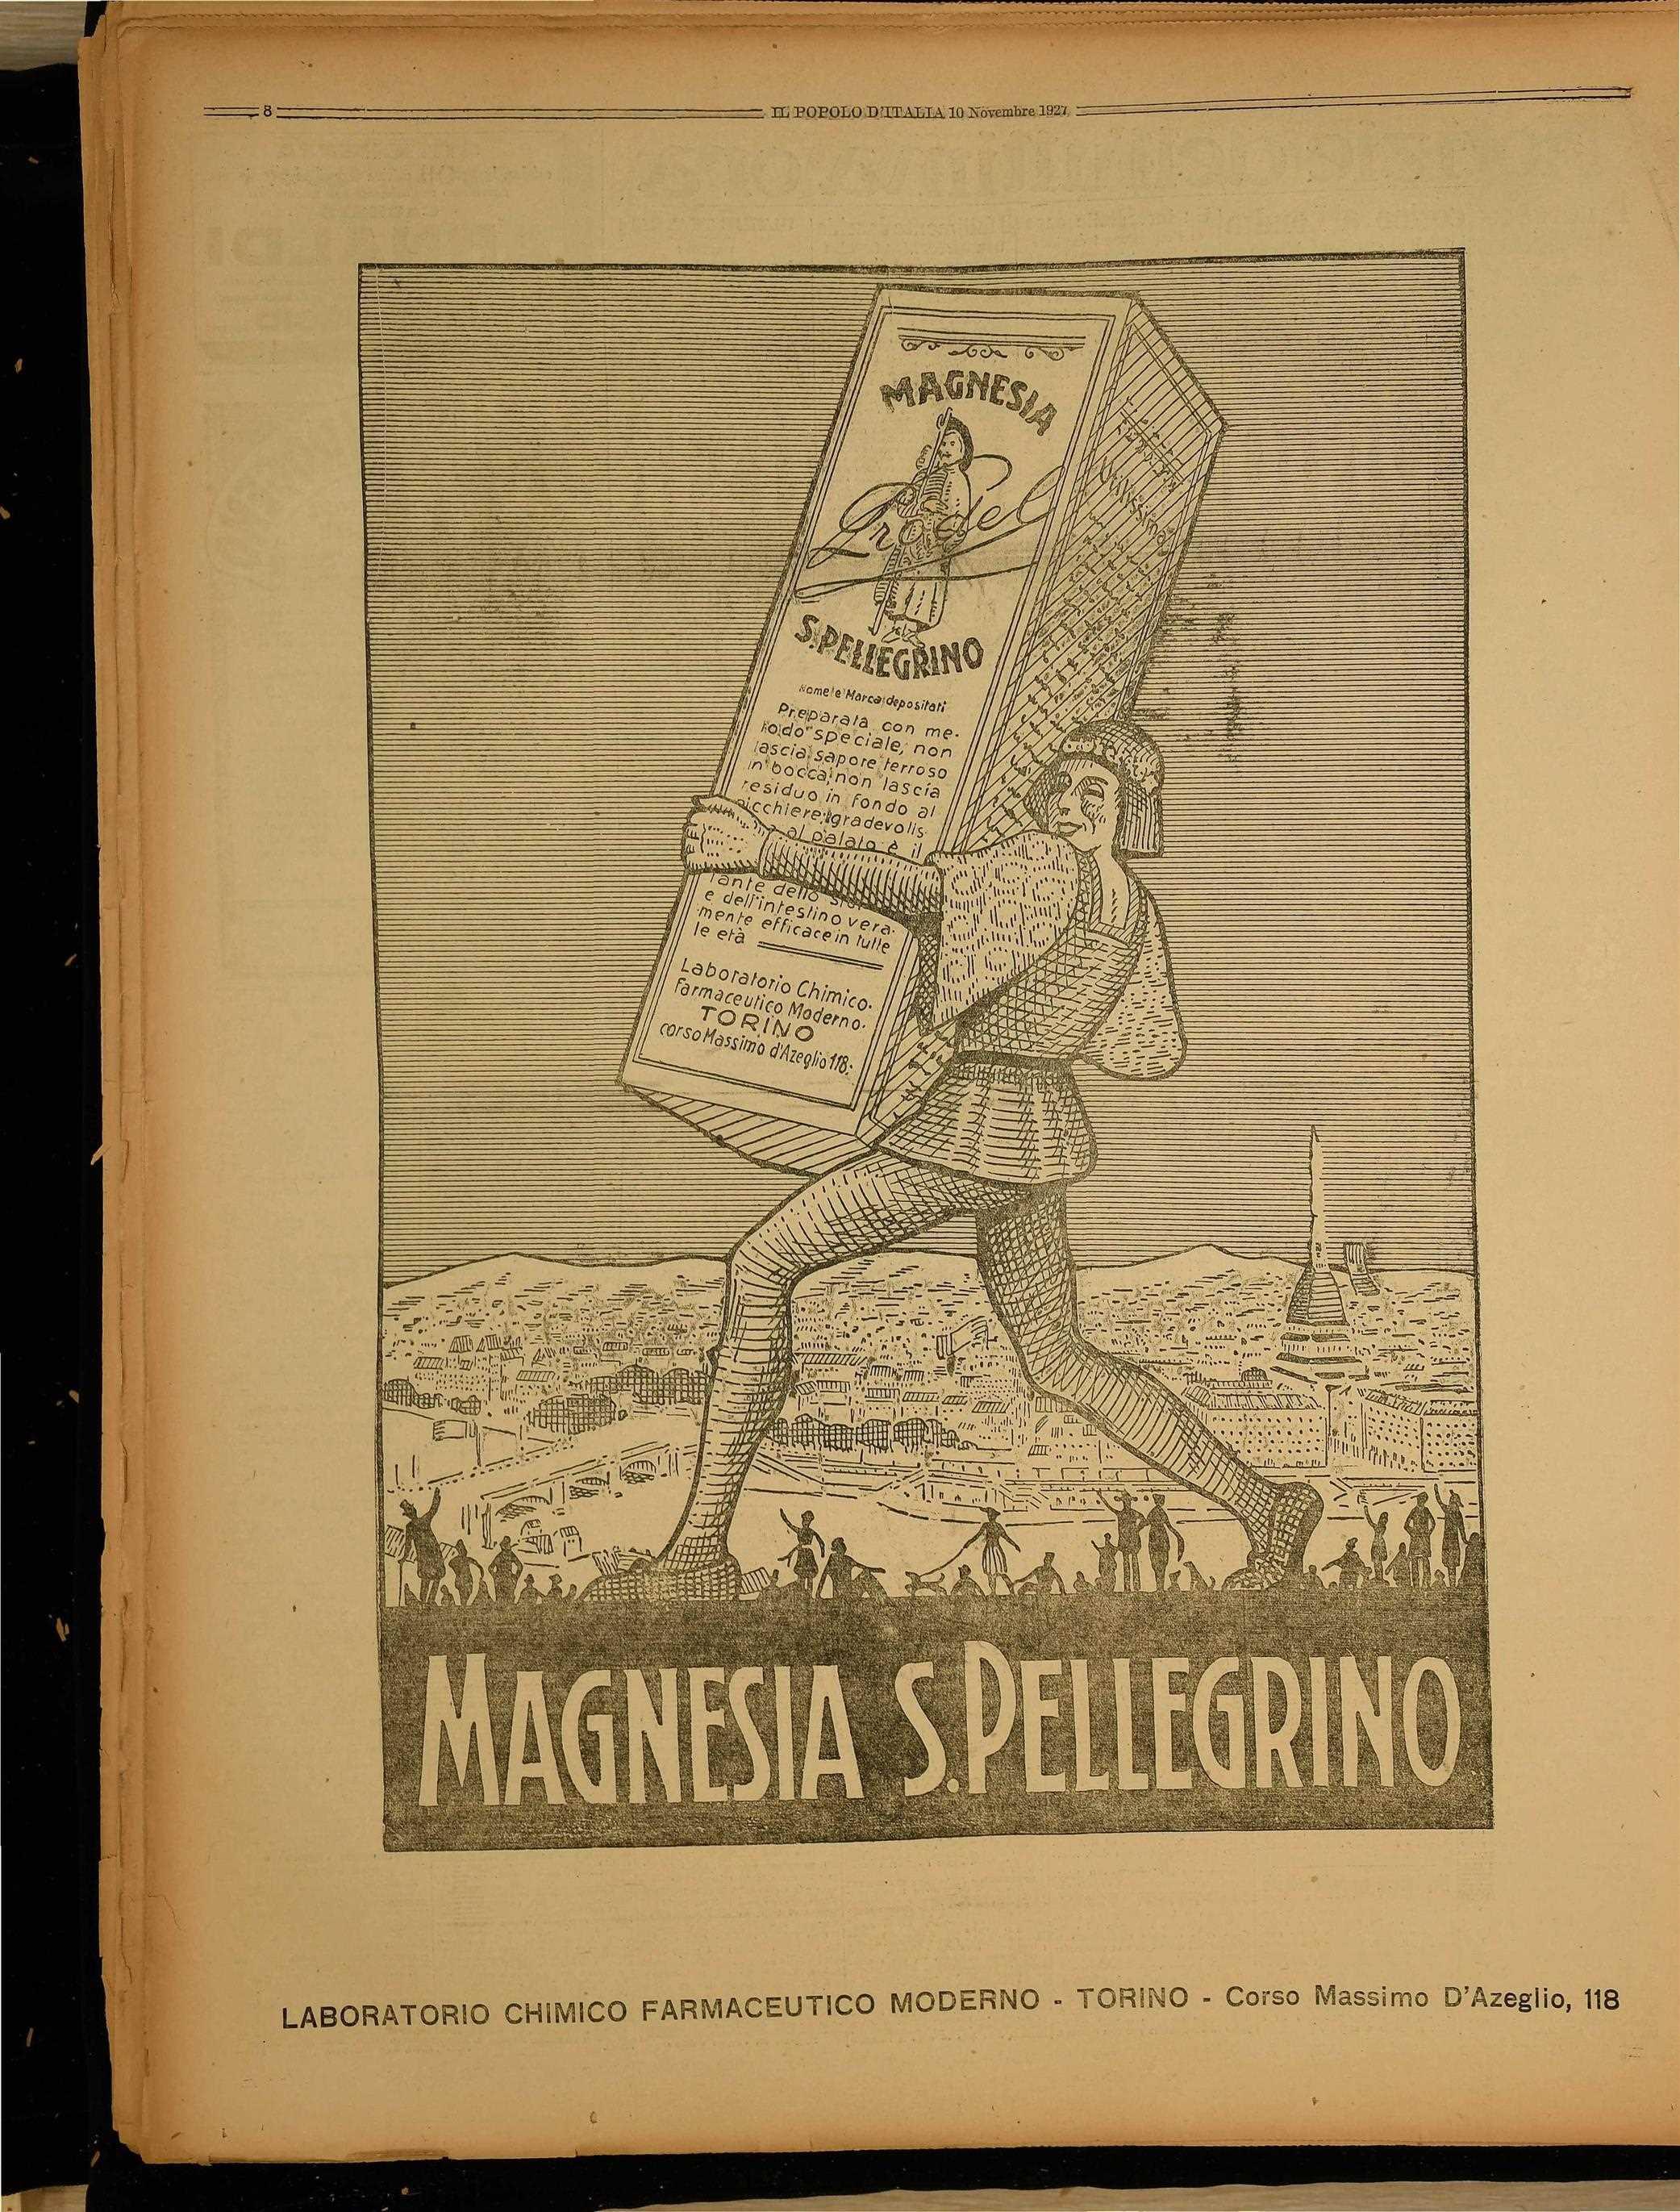 8
IL POPOLO D'ITALIA 10 Novembre 1927
MAGNESIA
Prodel
S.PELLEGRINO
Nome e Marca depositati
Preparata con me-
todo speciale, non
lascia sapore terroso
in bocca, non lascia
residuo in fondo al
bicchiere, gradevolis-
al palato è il
tante dello
e dell'intestino vera-
mente efficace in tutte
le età
Laboratorio Chimico-
Farmaceutico Moderno-
TORINO
corso Massimo d'Azeglio 118-
MAGNESIA S.PELLEGRINO
LABORATORIO CHIMICO FARMACEUTICO MODERNO - TORINO - Corso Massimo D'Azeglio, 118